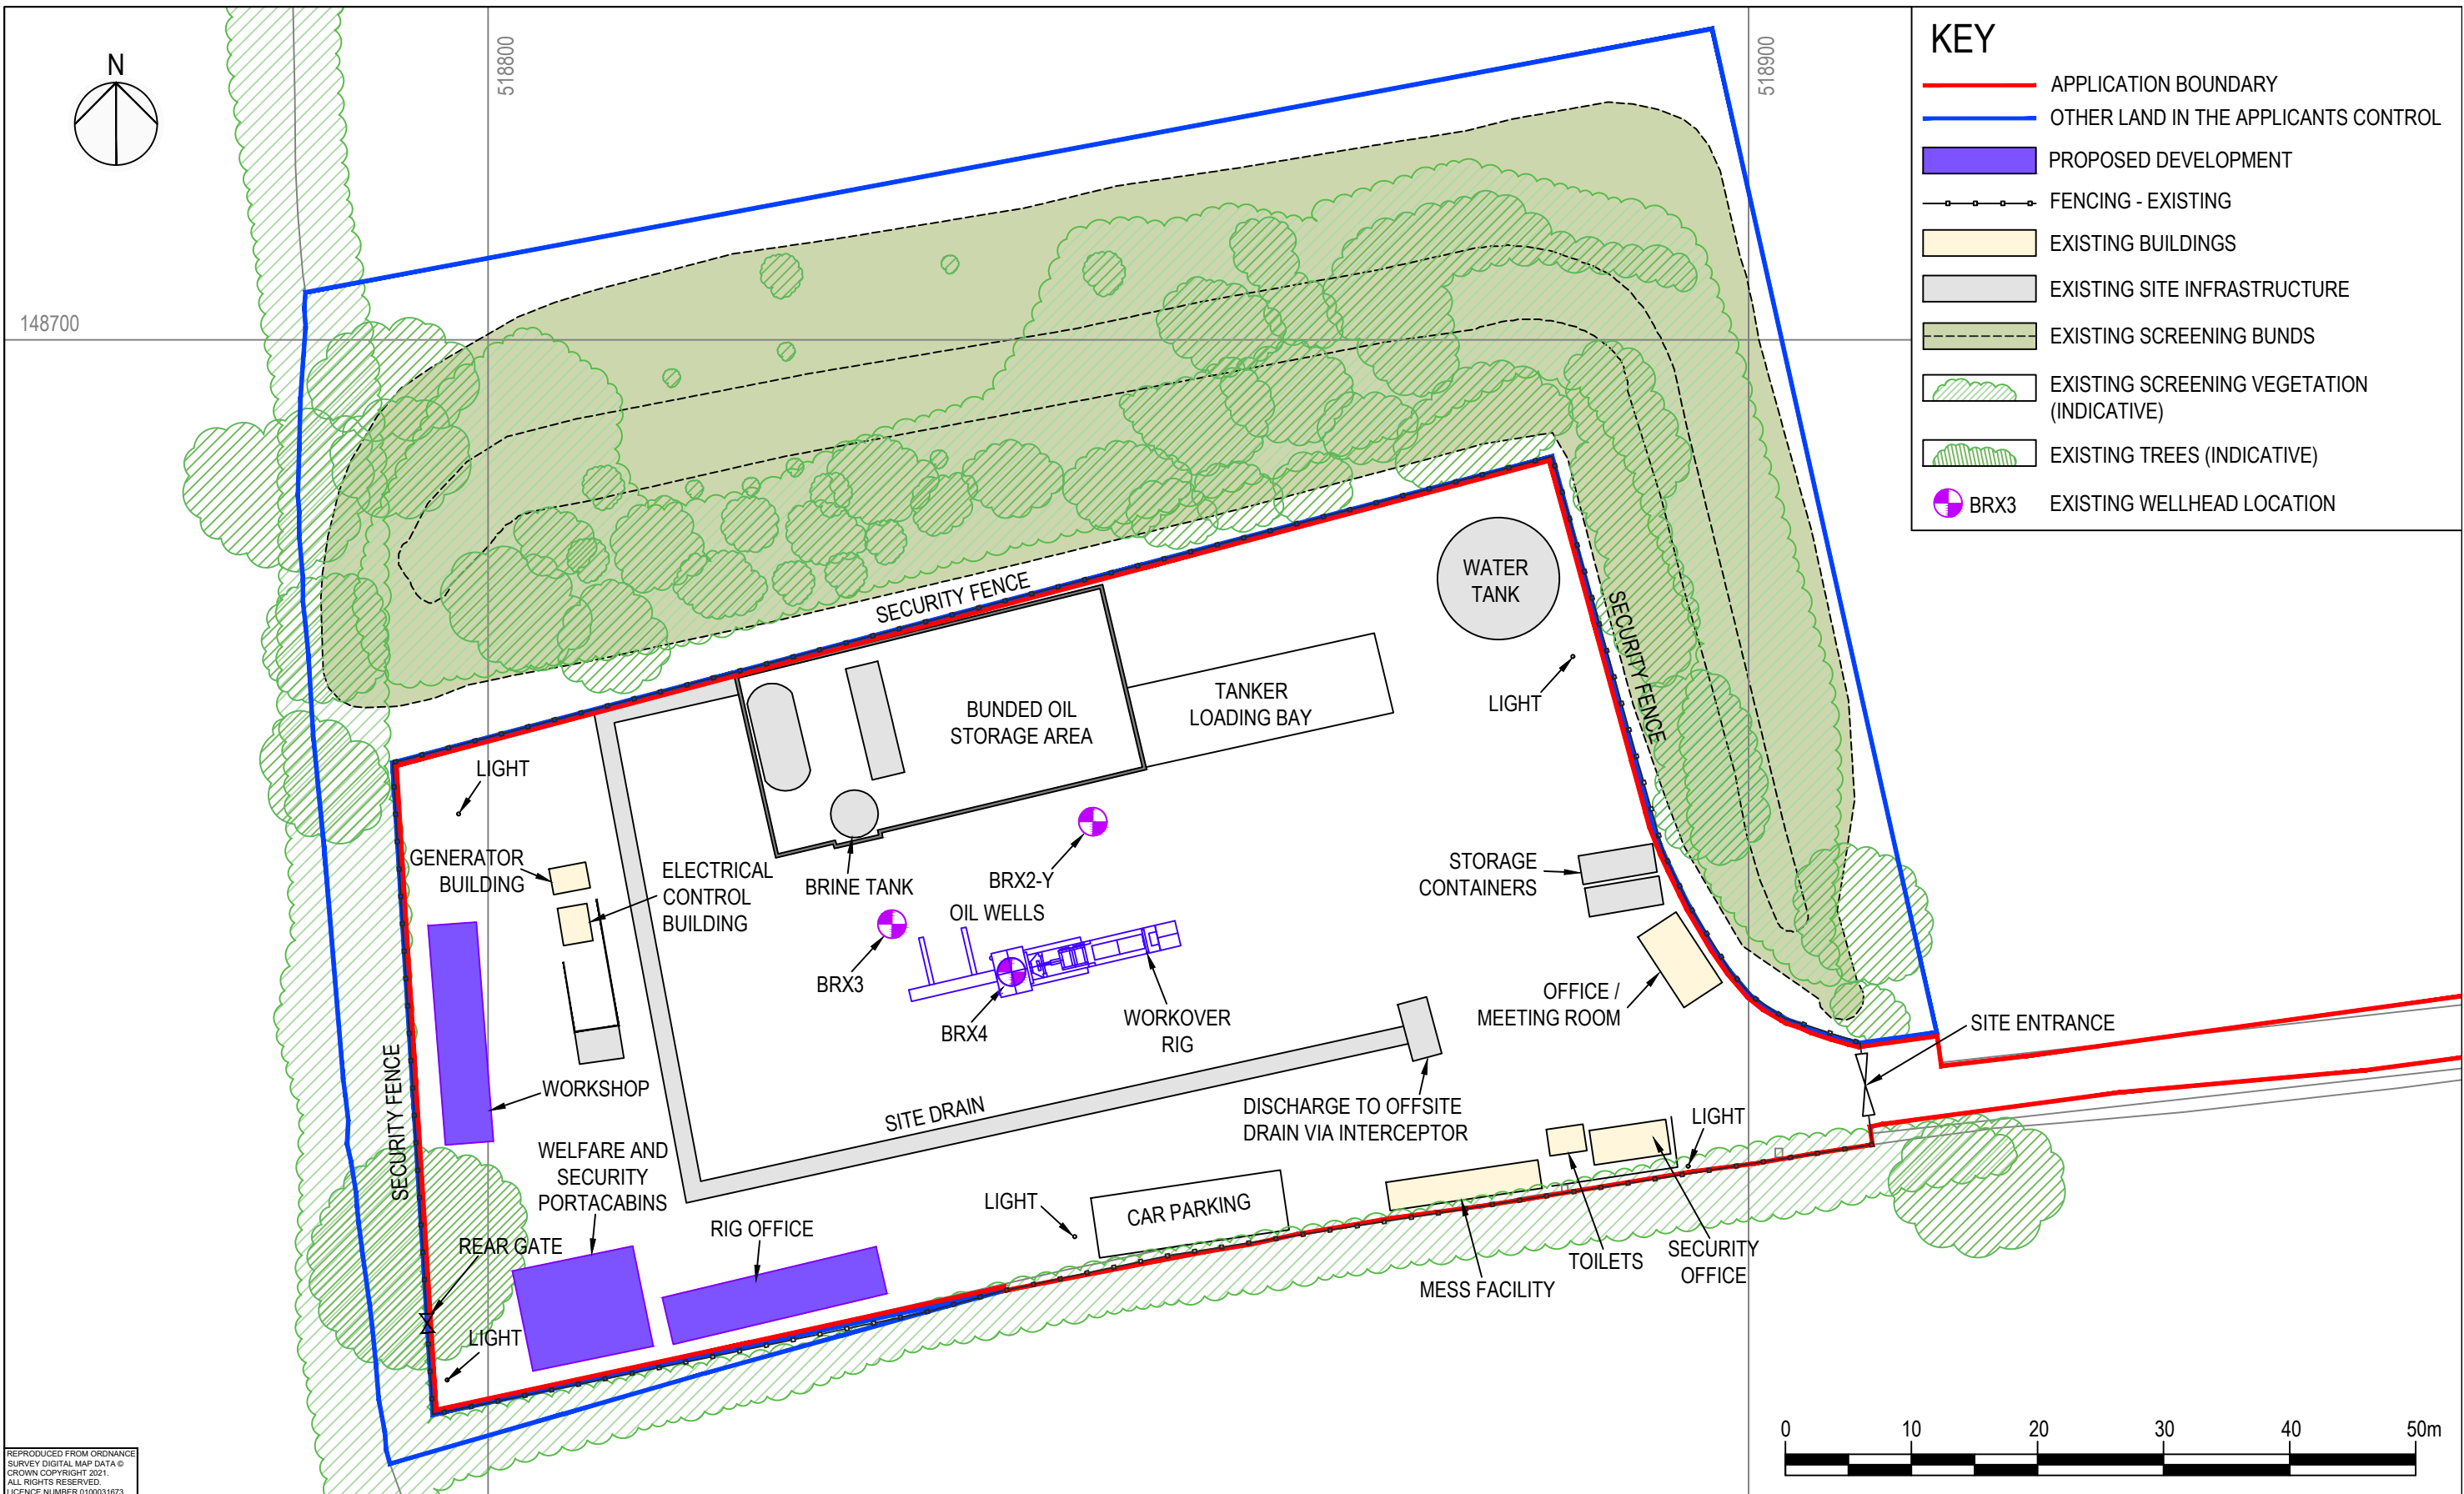 N
518800
518900
148700
KEY
APPLICATION BOUNDARY
OTHER LAND IN THE APPLICANTS CONTROL
PROPOSED DEVELOPMENT
FENCING - EXISTING
EXISTING BUILDINGS
EXISTING SITE INFRASTRUCTURE
EXISTING SCREENING BUNDS
EXISTING SCREENING VEGETATION
(INDICATIVE)
EXISTING TREES (INDICATIVE)
BRX3
EXISTING WELLHEAD LOCATION
SECURITY FENCE
WATER
TANK
SECURITY FENCE
LIGHT
TANKER
LOADING BAY
BUNDED OIL
STORAGE AREA
LIGHT
GENERATOR
BUILDING
ELECTRICAL
CONTROL
BUILDING
BRINE TANK
BRX2-Y
OIL WELLS
BRX3
BRX4
WORKOVER
RIG
STORAGE
CONTAINERS
OFFICE /
MEETING ROOM
SITE ENTRANCE
SECURITY FENCE
WORKSHOP
SITE DRAIN
DISCHARGE TO OFFSITE
DRAIN VIA INTERCEPTOR
LIGHT
WELFARE AND
SECURITY
PORTACABINS
REAR GATE
RIG OFFICE
LIGHT
CAR PARKING
MESS FACILITY
TOILETS
SECURITY
OFFICE
LIGHT
0 10 20 30 40 50m
REPRODUCED FROM ORDNANCE
SURVEY DIGITAL MAP DATA ©
CROWN COPYRIGHT 2021.
ALL RIGHTS RESERVED.
LICENCE NUMBER 0100031673